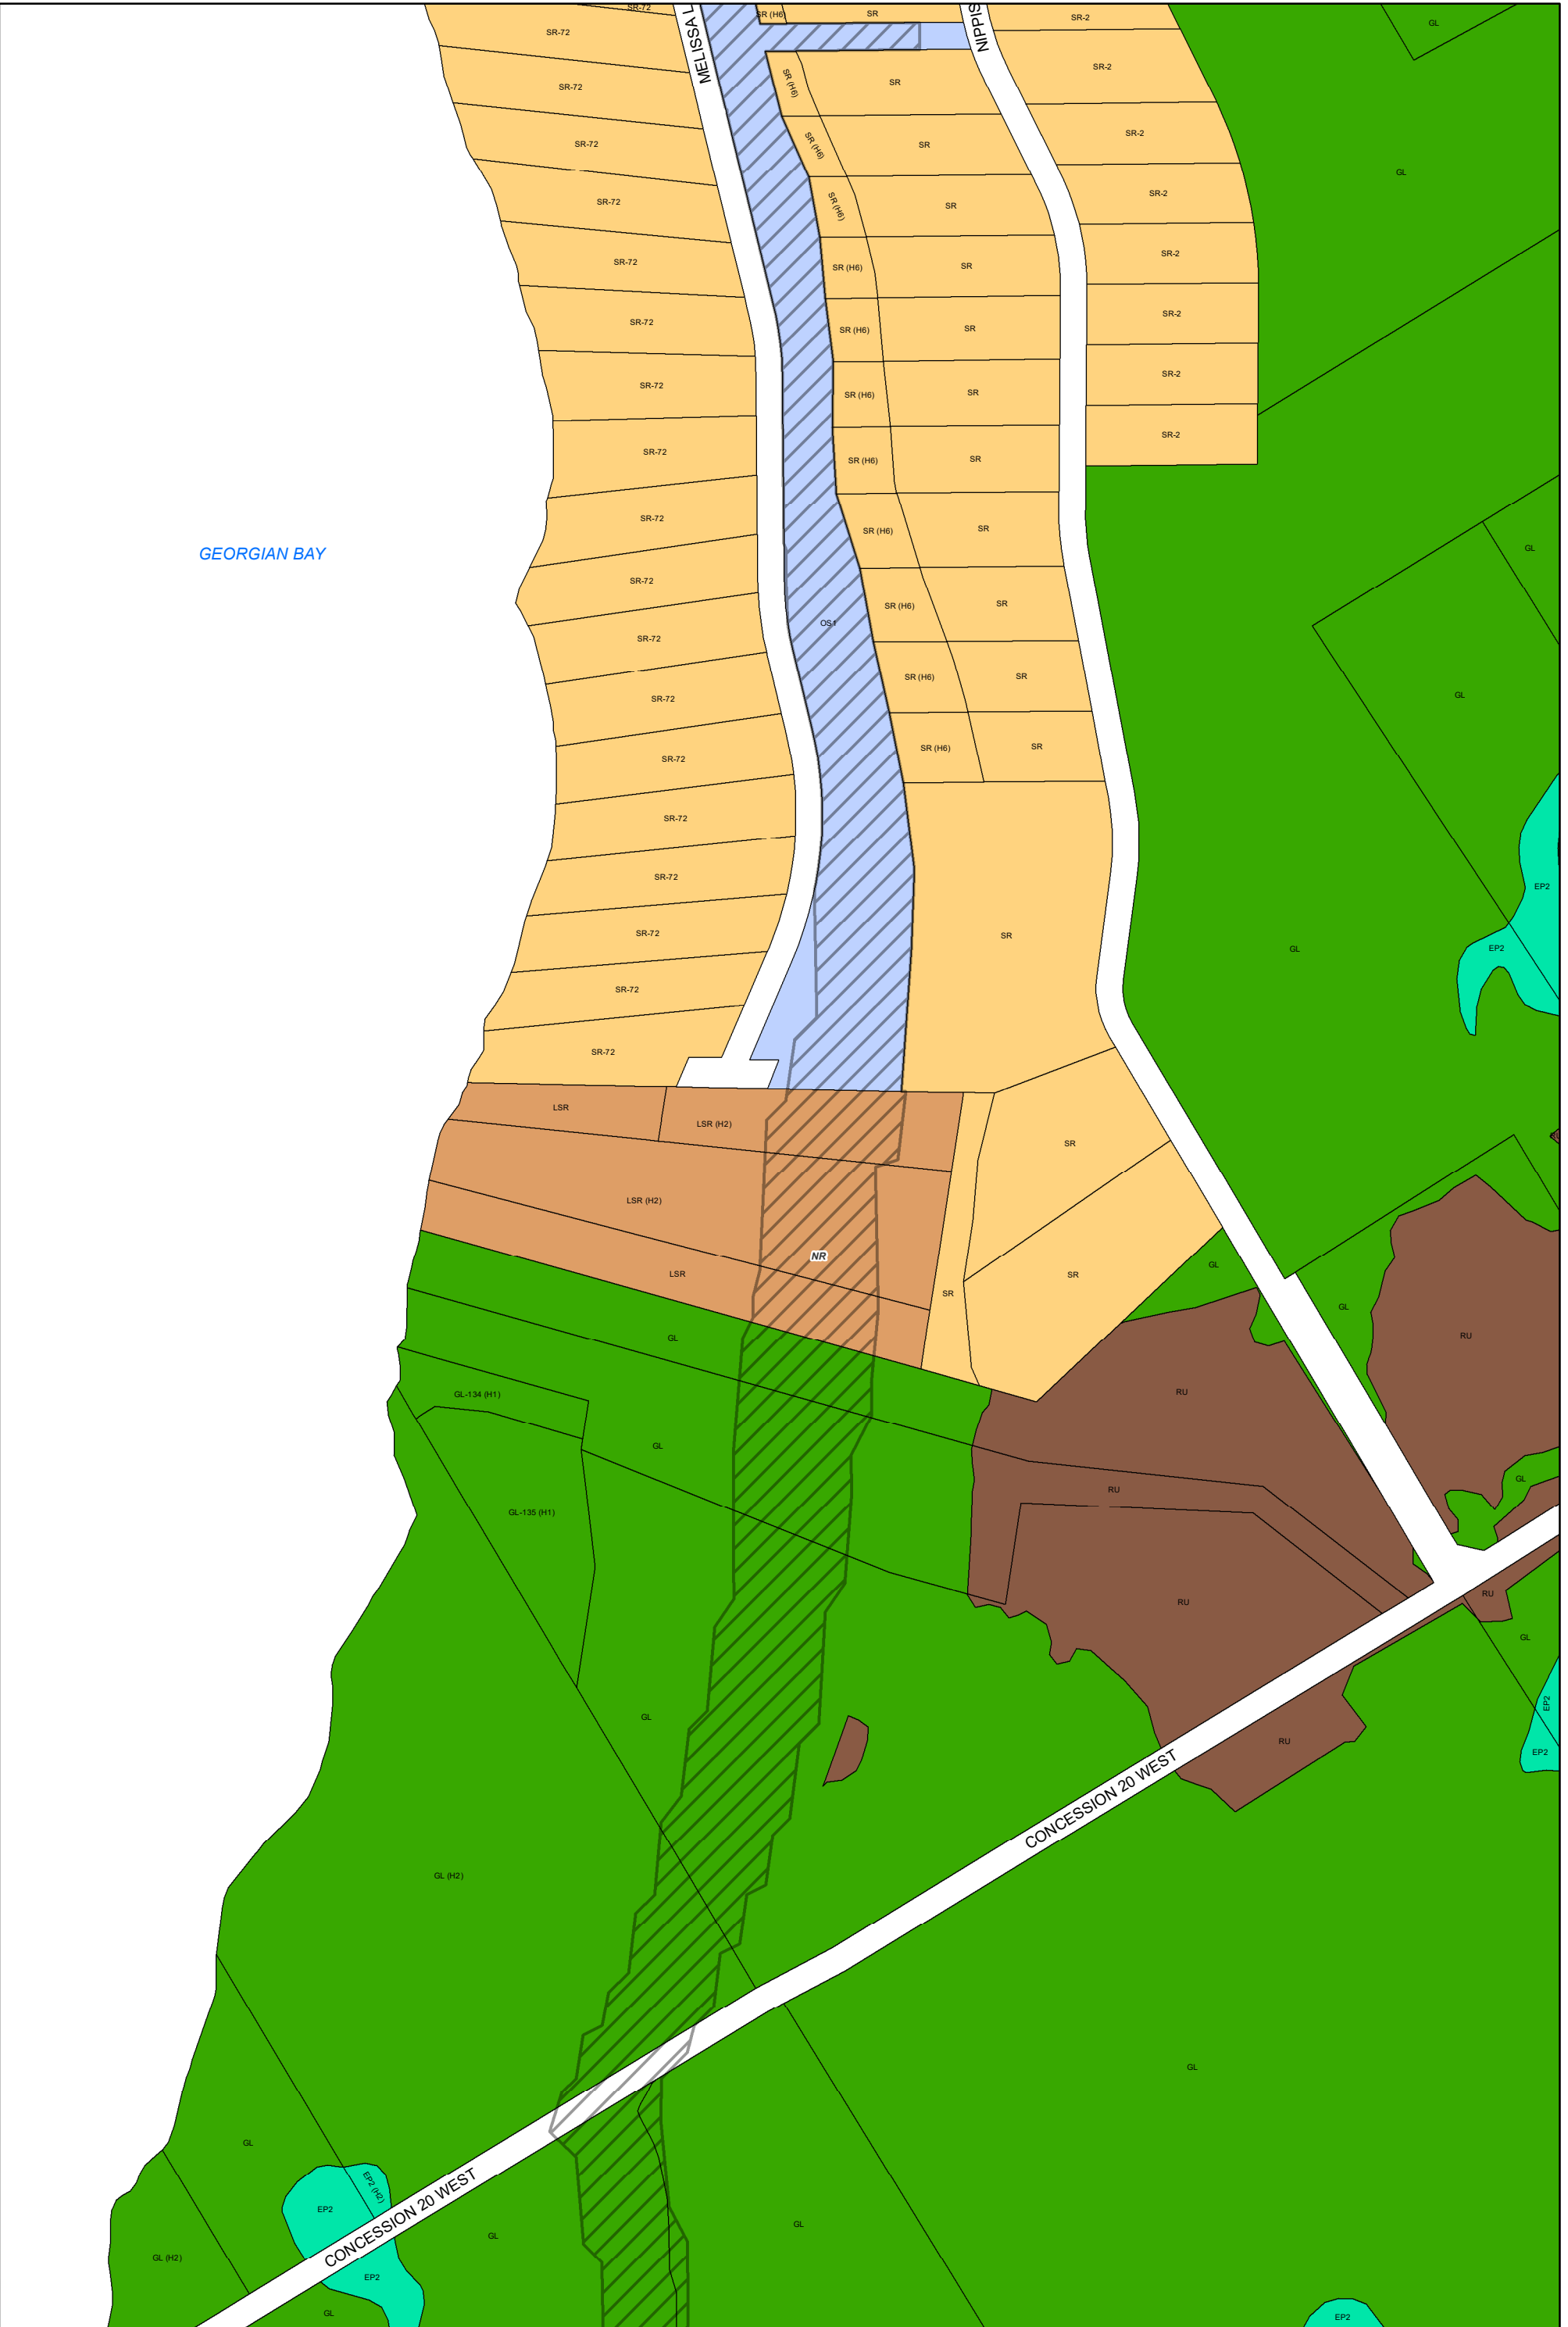 SR-72
SR (H6)
SR
SR-2
GL
SR-72
MELISSA L
NIPPIS
SR-2
SR-72
SR (H6)
SR
SR-2
SR-72
SR (H6)
SR
SR-2
GL
SR-72
SR (H6)
SR
SR-2
SR-72
SR (H6)
SR
SR-2
SR-72
SR (H6)
SR
SR-2
SR-72
SR (H6)
SR
SR-2
SR-72
SR (H6)
SR
SR-2
SR-72
SR (H6)
SR
GL
GEORGIAN BAY
SR-72
SR (H6)
SR
OS1
SR-72
SR (H6)
SR
GL
SR-72
SR-72
SR (H6)
SR
SR-72
SR-72
EP2
SR-72
SR
GL
EP2
SR-72
SR-72
LSR
LSR (H2)
SR
LSR (H2)
NR
LSR
SR
SR
GL
GL
RU
GL
GL-134 (H1)
RU
GL
GL
GL-135 (H1)
RU
RU
RU
GL
GL
EP2
EP2
RU
CONCESSION 20 WEST
GL (H2)
GL
GL
EP2 (H2)
EP2
CONCESSION 20 WEST
GL
GL
GL (H2)
EP2
GL
EP2